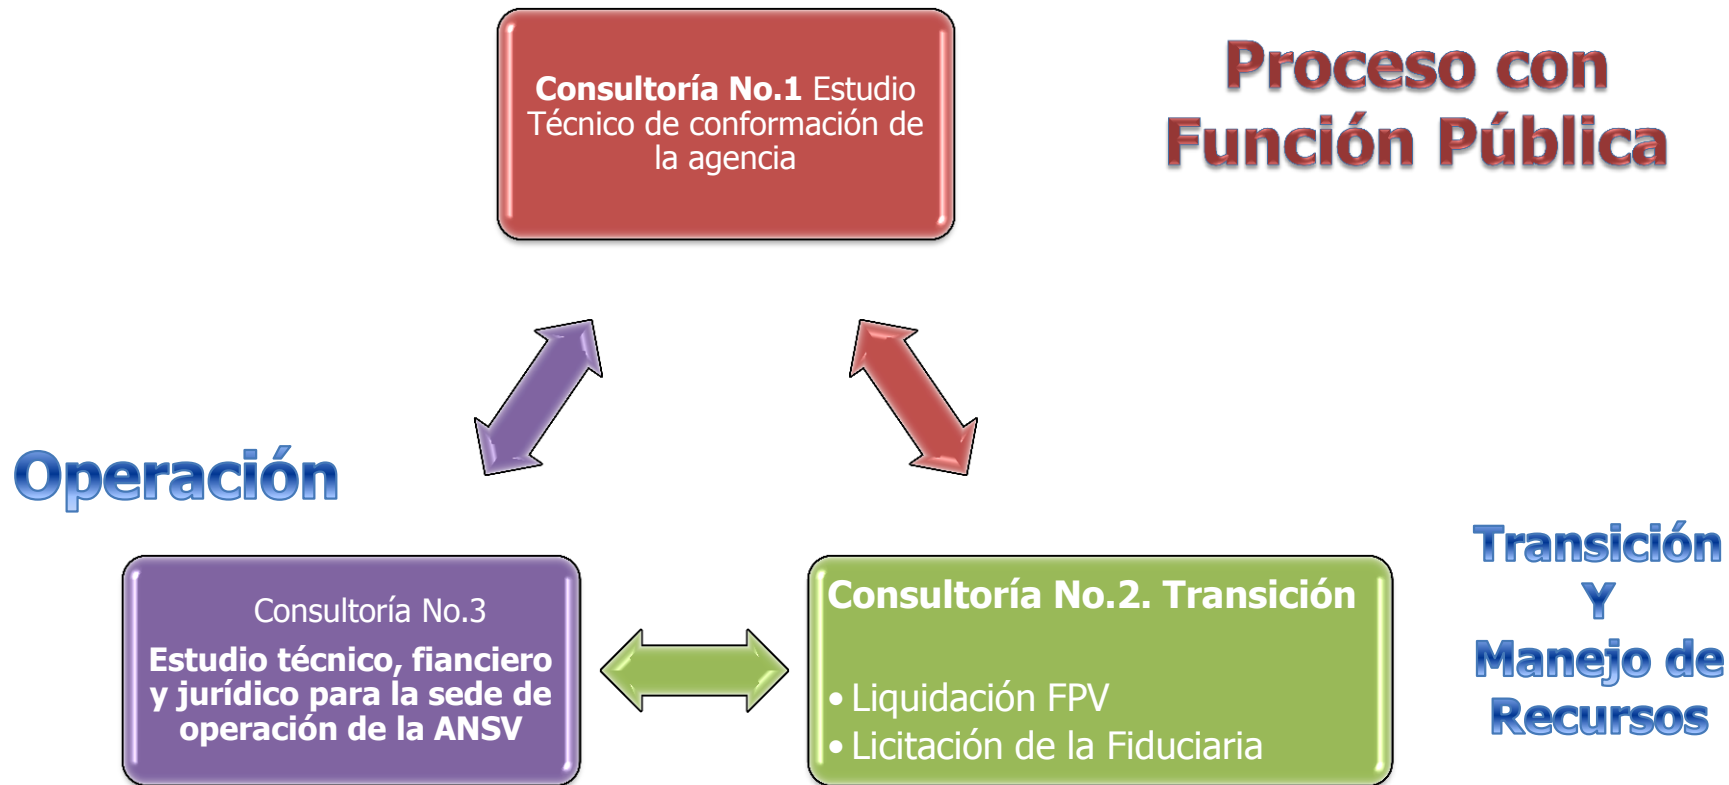 Consultoría No.1 Estudio
Técnico de conformación de
la agencia
Proceso con
Función Pública
Operación
Consultoría No.3
Estudio técnico, fianciero
y jurídico para la sede de
operación de la ANSV
Consultoría No.2. Transición
• Liquidación FPV
• Licitación de la Fiduciaria
Transición
Y
Manejo de
Recursos